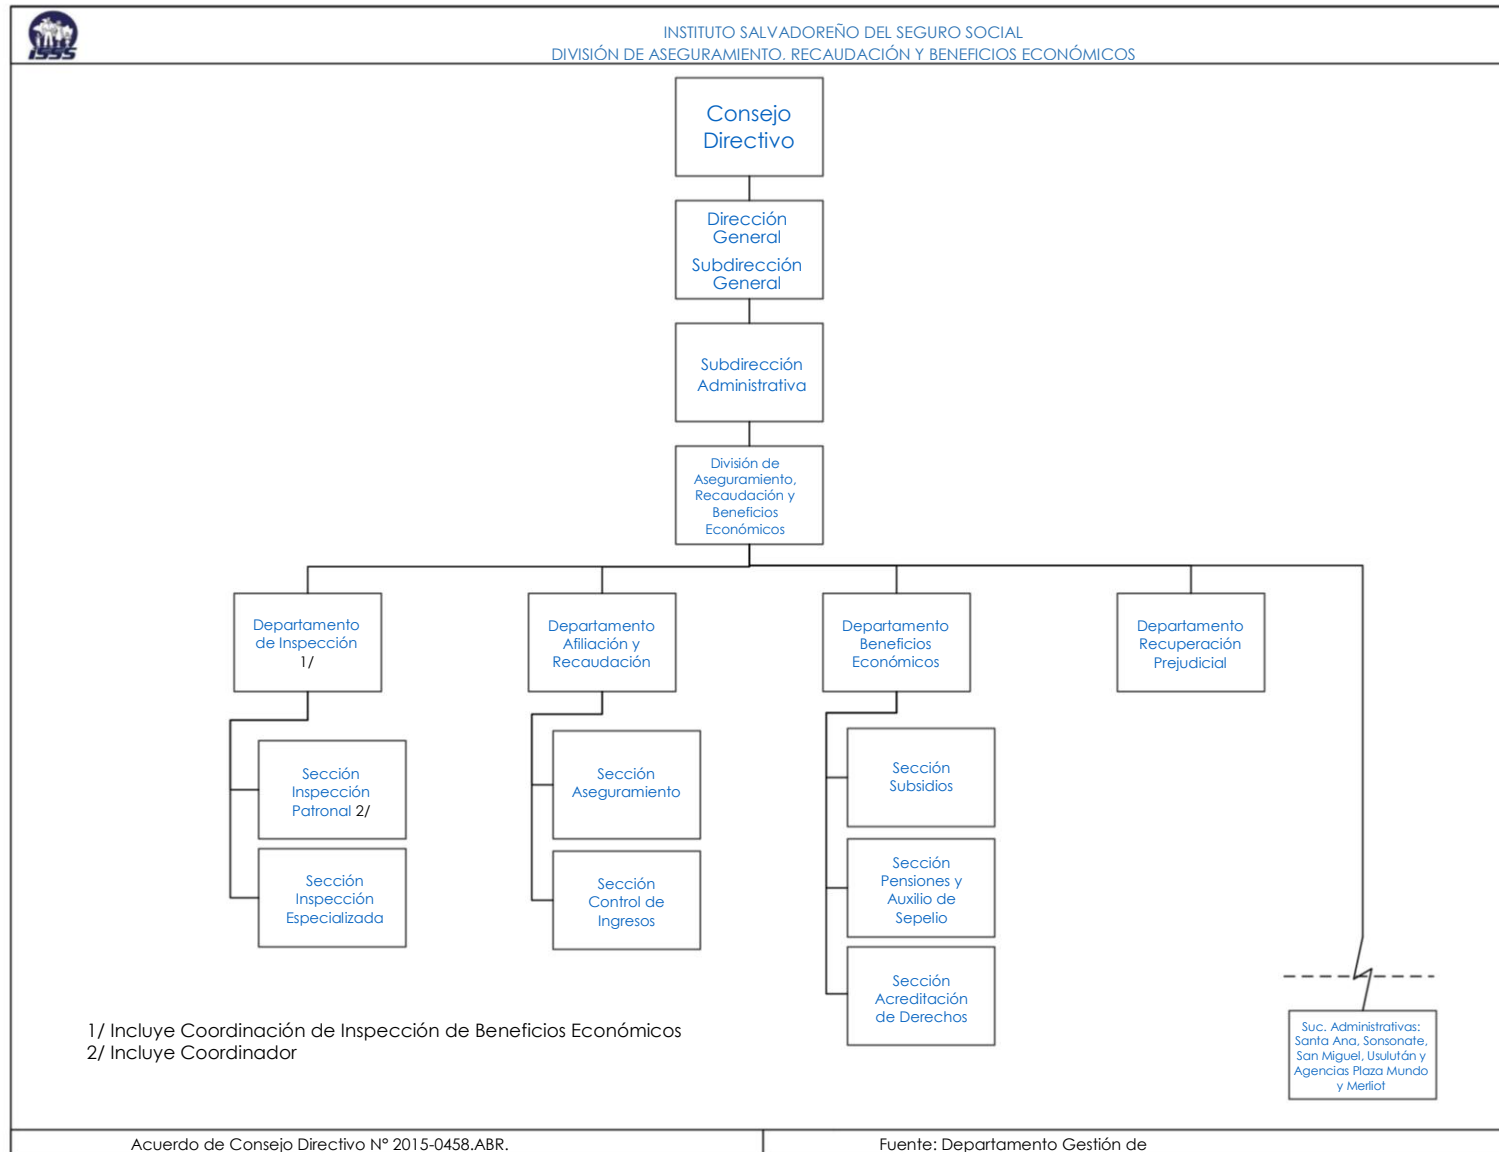 ISSS
INSTITUTO SALVADOREÑO DEL SEGURO SOCIAL
DIVISIÓN DE ASEGURAMIENTO. RECAUDACIÓN Y BENEFICIOS ECONÓMICOS
Consejo
Directivo
Dirección
General
Subdirección
General
Subdirección
Administrativa
División de
Aseguramiento,
Recaudación y
Beneficios
Económicos
Departamento
de Inspección
1/
Departamento
Afiliación y
Recaudación
Departamento
Beneficios
Económicos
Departamento
Recuperación
Prejudicial
Sección
Inspección
Patronal 2/
Sección
Inspección
Especializada
Sección
Aseguramiento
Sección
Control de
Ingresos
Sección
Subsidios
Sección
Pensiones y
Auxilio de
Sepelio
Sección
Acreditación
de Derechos
Suc. Administrativas:
Santa Ana, Sonsonate,
San Miguel, Usulután y
Agencias Plaza Mundo
y Merliot
1/ Incluye Coordinación de Inspección de Beneficios Económicos
2/ Incluye Coordinador
Acuerdo de Consejo Directivo N° 2015-0458.ABR.
Fuente: Departamento Gestión de